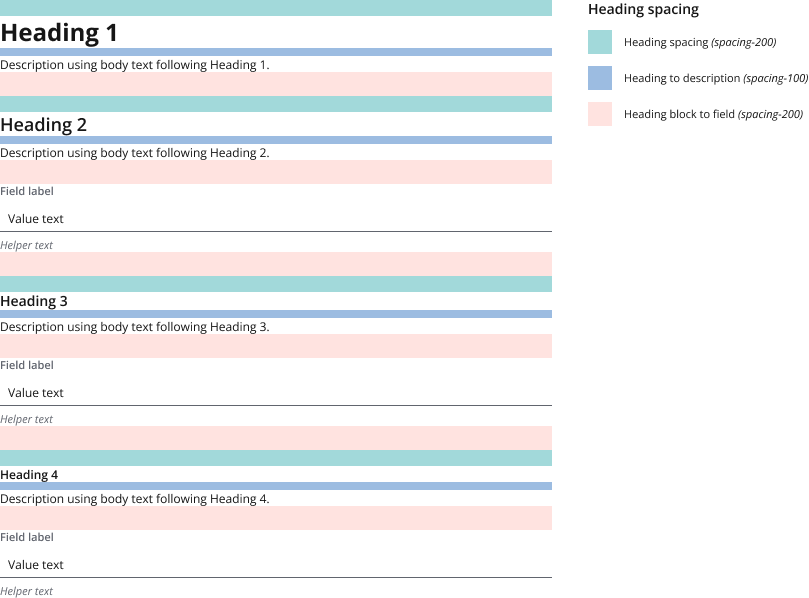 Heading 1
Description using body text following Heading 1.
Heading 2
Description using body text following Heading 2.
Field label
Value text
Helper text
Heading 3
Description using body text following Heading 3.
Field label
Value text
Helper text
Heading 4
Description using body text following Heading 4.
Field label
Value text
Helper text
Heading spacing
Heading spacing (spacing-200)
Heading to description (spacing-100)
Heading block to field (spacing-200)